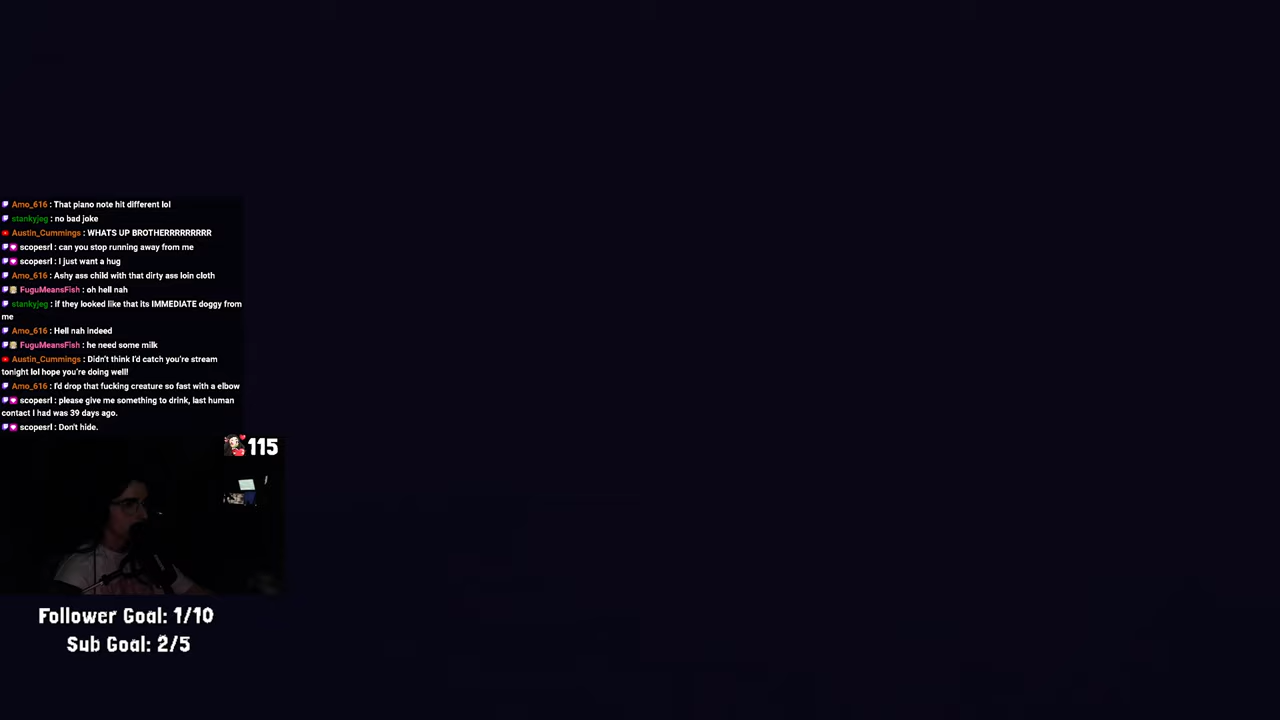 Amo_616 : That piano note hit different lol
stankyjeg : no bad joke
Austin_Cummings : WHATS UP BROTHERRRRRRRRR
scopesrl : can you stop running away from me
scopesrl : I just want a hug
Amo_616 : Ashy ass child with that dirty ass loin cloth
FuguMeansFish : oh hell nah
stankyjeg : if they looked like that its IMMEDIATE doggy from
me
Amo_616 : Hell nah indeed
FuguMeansFish : he need some milk
Austin_Cummings : Didn't think I'd catch you're stream
tonight lol hope you're doing well!
Amo_616 : I'd drop that fucking creature so fast with a elbow
scopesrl : please give me something to drink, last human
contact I had was 39 days ago.
scopesrl : Don't hide.
115
Follower Goal: 1/10
Sub Goal: 2/5